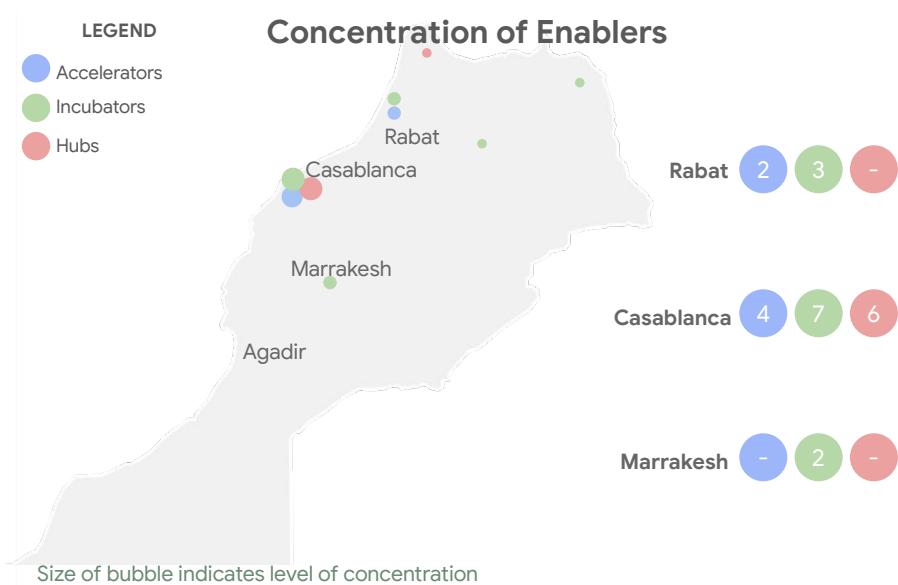 Concentration of Enablers
LEGEND
Accelerators
Incubators
Hubs
Rabat
Casablanca
Marrakesh
Agadir
Rabat 2 3 -
Casablanca 4 7 6
Marrakesh - 2 -
Size of bubble indicates level of concentration